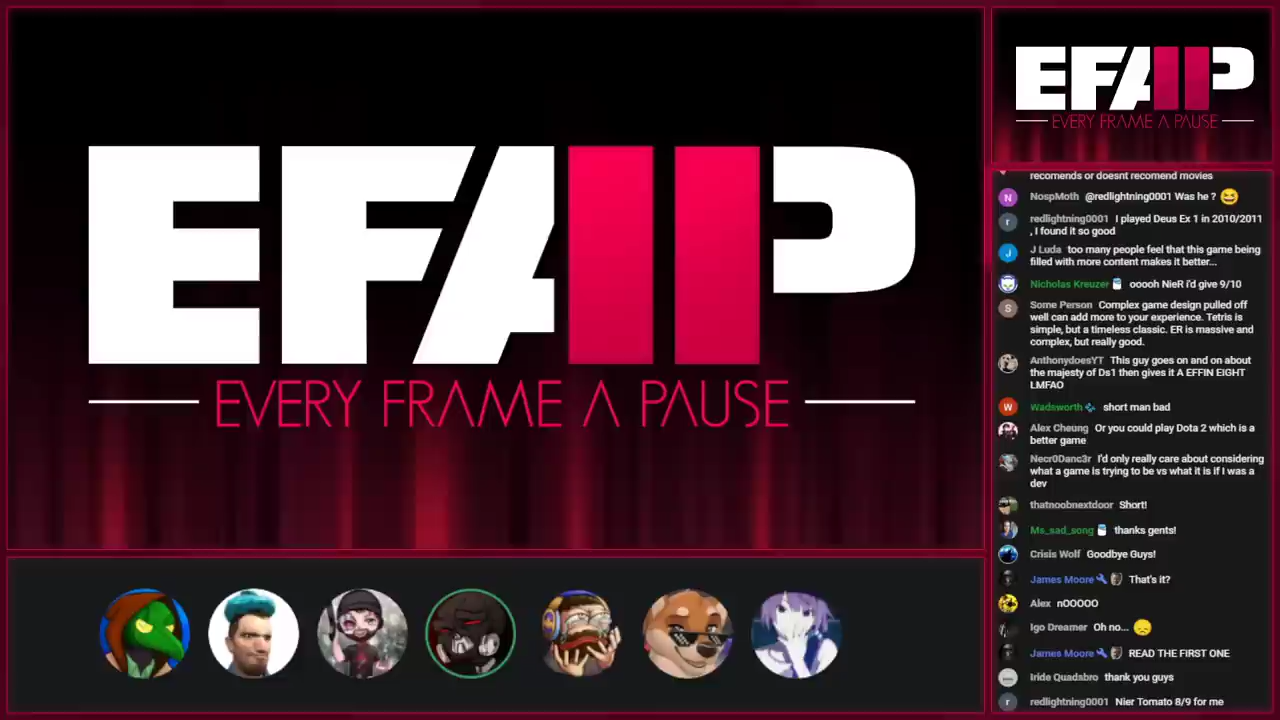 EFAP
EVERY FRAME A PAUSE
EFAP
EVERY FRAME A PAUSE
recomends or doesnt recomend movies
N
NospMoth @redlightning0001 Was he ?
r
redlightning0001 I played Deus Ex 1 in 2010/2011
, I found it so good
J
J Luda too many people feel that this game being
filled with more content makes it better...
Nicholas Kreuzer ooooh NieR i'd give 9/10
S
Some Person Complex game design pulled off
well can add more to your experience. Tetris is
simple, but a timeless classic. ER is massive and
complex, but really good.
AnthonydoesYT This guy goes on and on about
the majesty of Ds1 then gives it A EFFIN EIGHT
LMFAO
W
Wadsworth short man bad
Alex Cheung Or you could play Dota 2 which is a
better game
Necr0Danc3r I'd only really care about considering
what a game is trying to be vs what it is if I was a
dev
thatnoobnextdoor Short!
Ms_sad_song thanks gents!
Crisis Wolf Goodbye Guys!
James Moore That's it?
Alex nOOOOO
Igo Dreamer Oh no...
James Moore READ THE FIRST ONE
Iride Quadsbro thank you guys
r
redlightning0001 Nier Tomato 8/9 for me